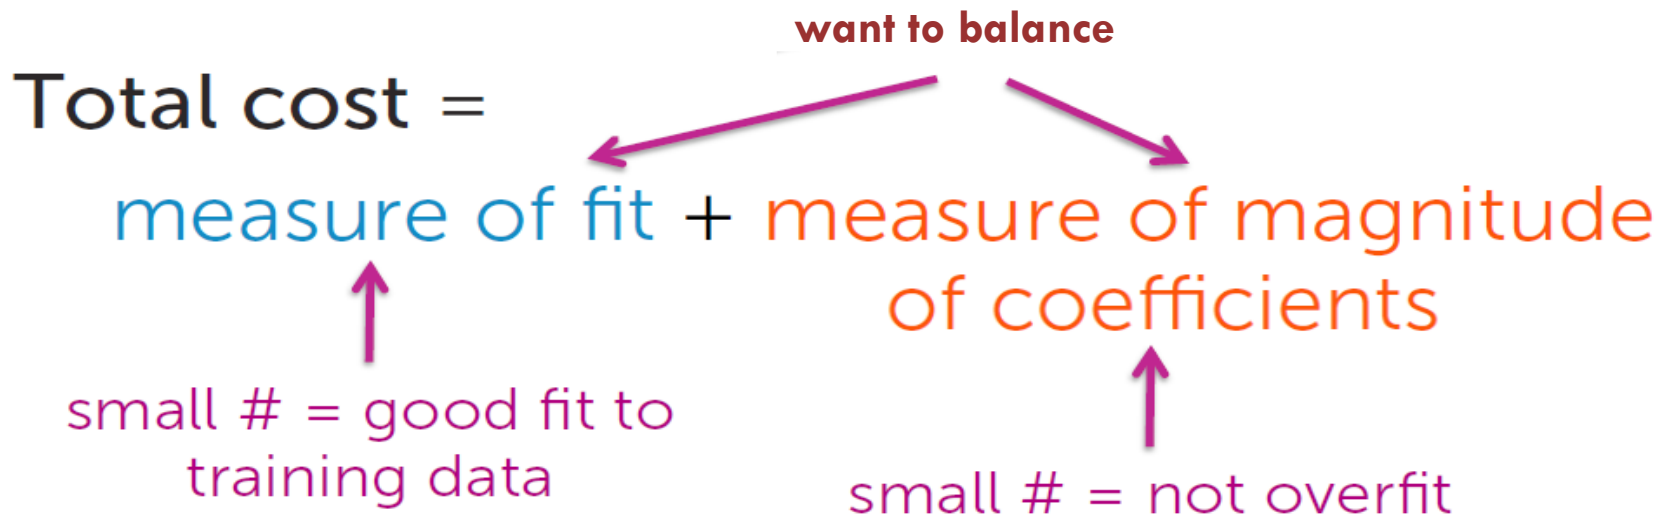 want to balance
Total cost =
measure of fit + measure of magnitude
of coefficients
small # = good fit to
training data
small # = not overfit